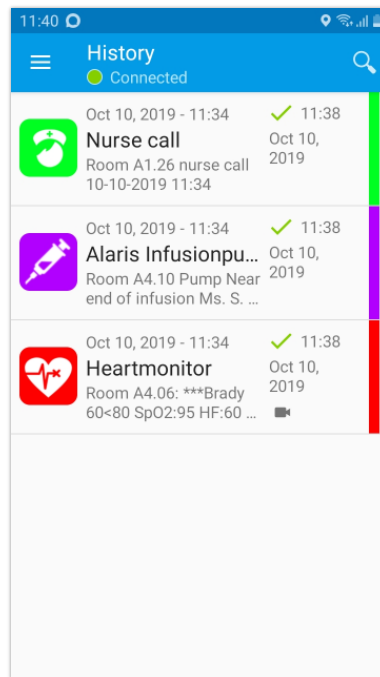 11:40
History
Connected
Oct 10, 2019 - 11:34
11:38
Nurse call
Oct 10,
2019
Room A1.26 nurse call
10-10-2019 11:34
Oct 10, 2019 - 11:34
11:38
Alaris Infusionpu...
Oct 10,
2019
Room A4.10 Pump Near
end of infusion Ms. S. ...
Oct 10, 2019 - 11:34
11:38
Heartmonitor
Oct 10,
2019
Room A4.06: ***Brady
60<80 SpO2:95 HF:60 ...